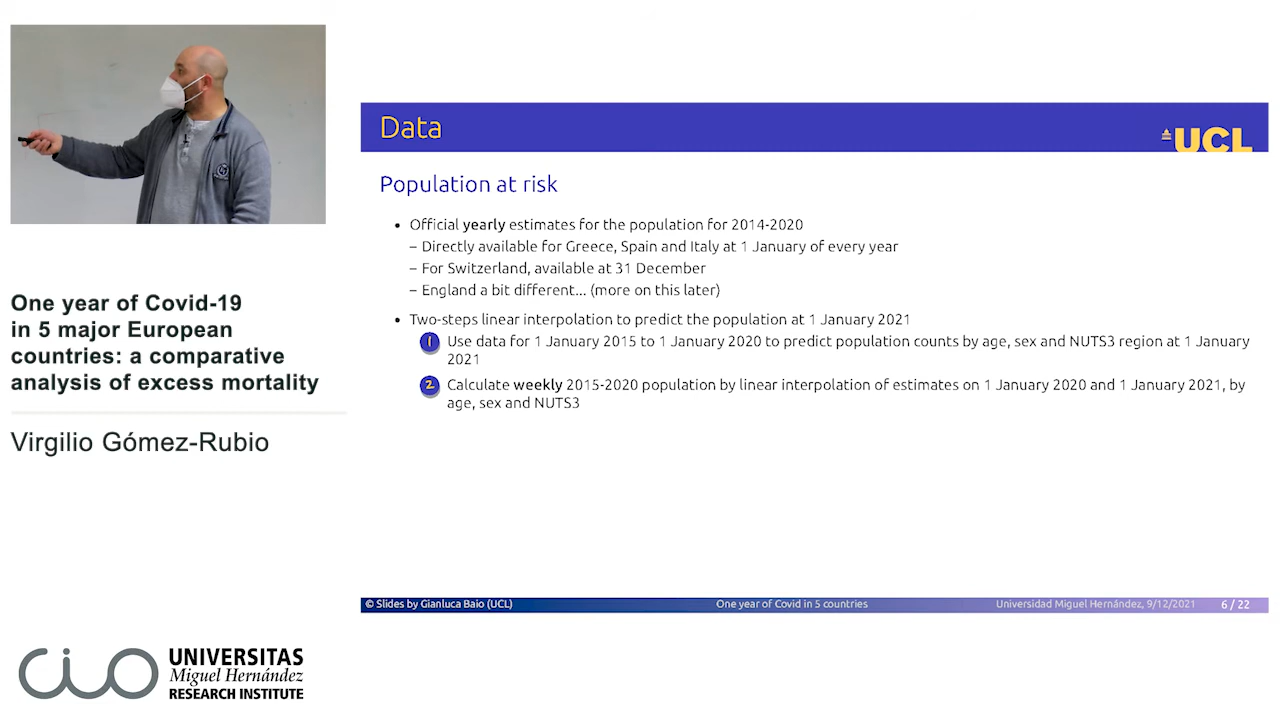 One year of Covid-19
in 5 major European
countries: a comparative
analysis of excess mortality
Virgilio Gómez-Rubio
Data
UCL
Population at risk
• Official yearly estimates for the population for 2014-2020
– Directly available for Greece, Spain and Italy at 1 January of every year
– For Switzerland, available at 31 December
– England a bit different... (more on this later)
• Two-steps linear interpolation to predict the population at 1 January 2021
1 Use data for 1 January 2015 to 1 January 2020 to predict population counts by age, sex and NUTS3 region at 1 January
2021
2 Calculate weekly 2015-2020 population by linear interpolation of estimates on 1 January 2020 and 1 January 2021, by
age, sex and NUTS3
© Slides by Gianluca Baio (UCL) One year of Covid in 5 countries Universidad Miguel Hernández, 9/12/2021 6 / 22
cio
UNIVERSITAS
Miguel Hernández
RESEARCH INSTITUTE